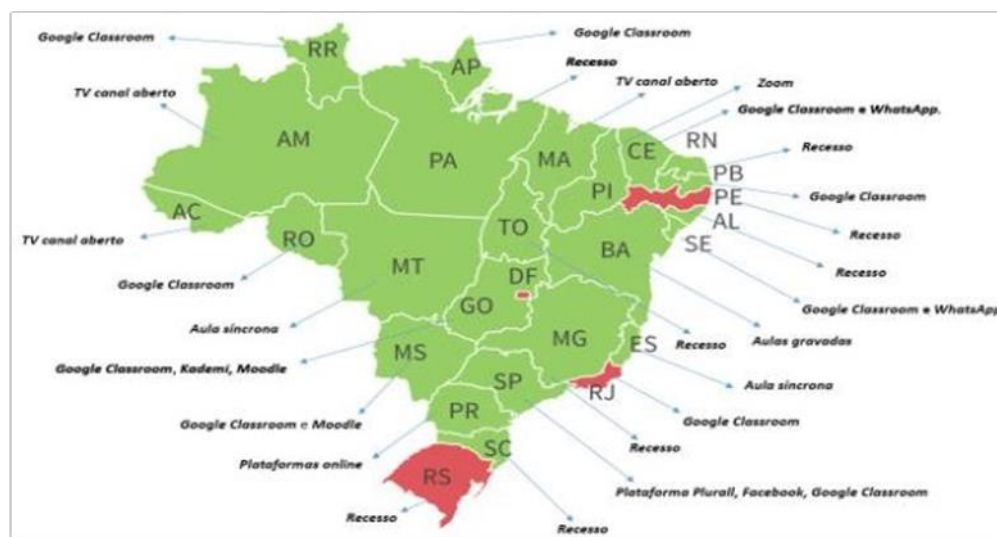 Google Classroom
RR
Google Classroom
AP
Recesso
TV canal aberto
TV canal aberto
Zoom
Google Classroom e WhatsApp.
AM
PA
MA
CE
RN
Recesso
PB
PI
Google Classroom
PE
AC
TO
AL
Recesso
TV canal aberto
RO
BA
SE
MT
DF
Recesso
Google Classroom
GO
Google Classroom e WhatsApp
Aula síncrona
MG
ES
Recesso
Aulas gravadas
MS
Google Classroom, Kademi, Moodle
SP
Aula síncrona
RJ
PR
Google Classroom e Moodle
Google Classroom
SC
Recesso
Plataformas online
RS
Plataforma Plurall, Facebook, Google Classroom
Recesso
Recesso